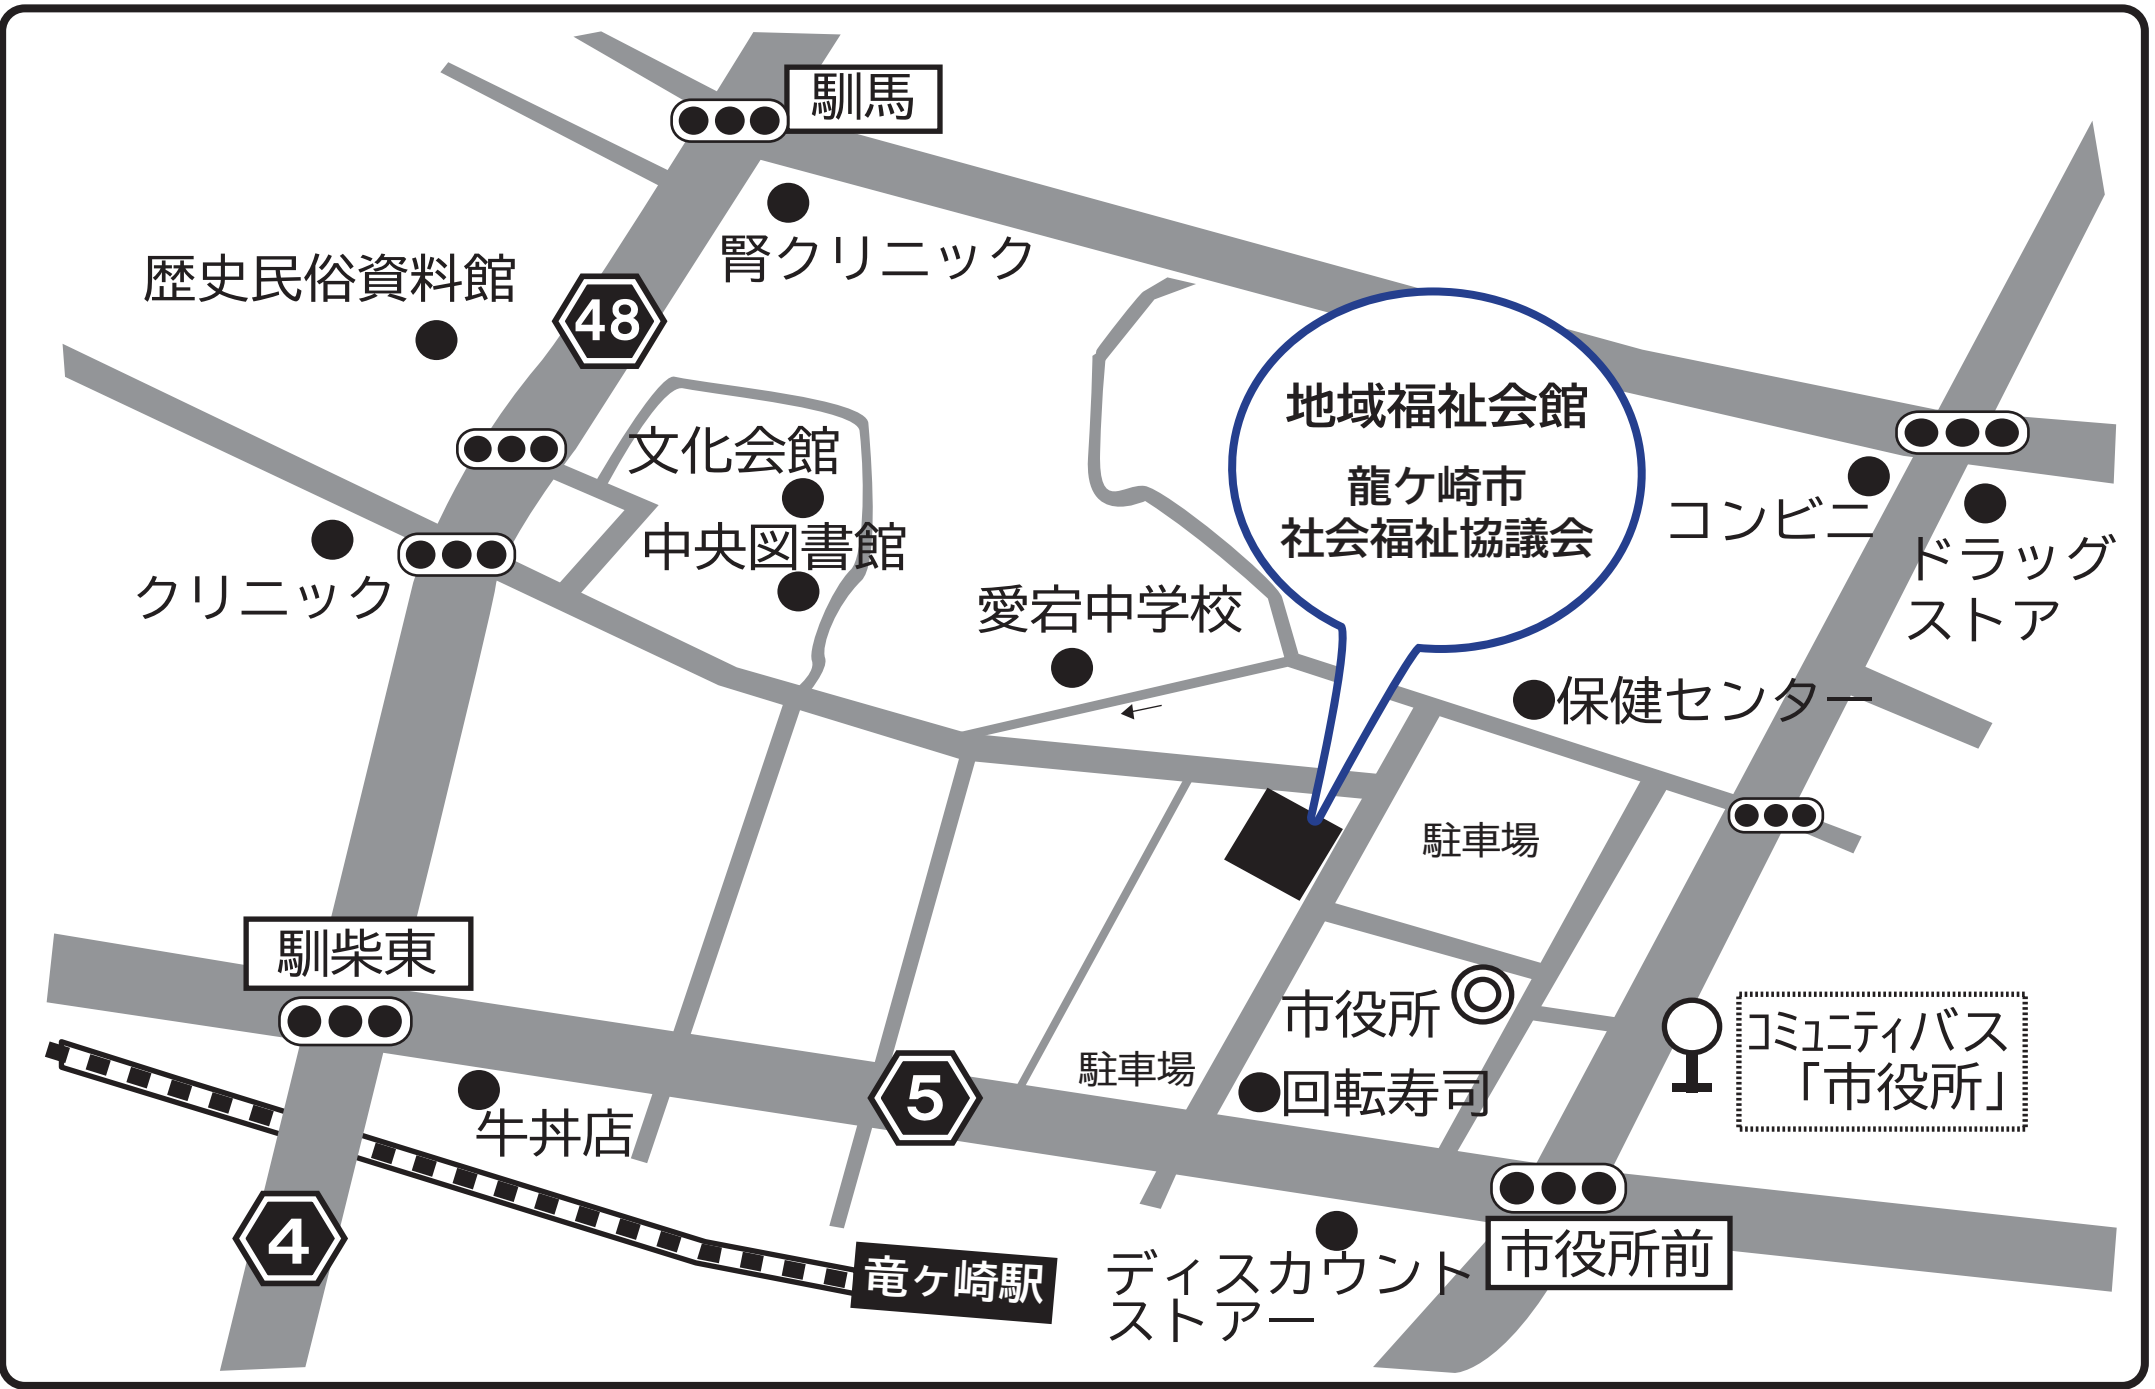 馴馬
腎クリニック
歴史民俗資料館
48
地域福祉会館
龍ケ崎市
社会福祉協議会
文化会館
中央図書館
コンビニ
ドラッグ
ストア
クリニック
愛宕中学校
保健センター
駐車場
馴柴東
市役所
コミュニティバス
「市役所」
駐車場
回転寿司
5
牛丼店
4
竜ヶ崎駅
ディスカウント
ストアー
市役所前